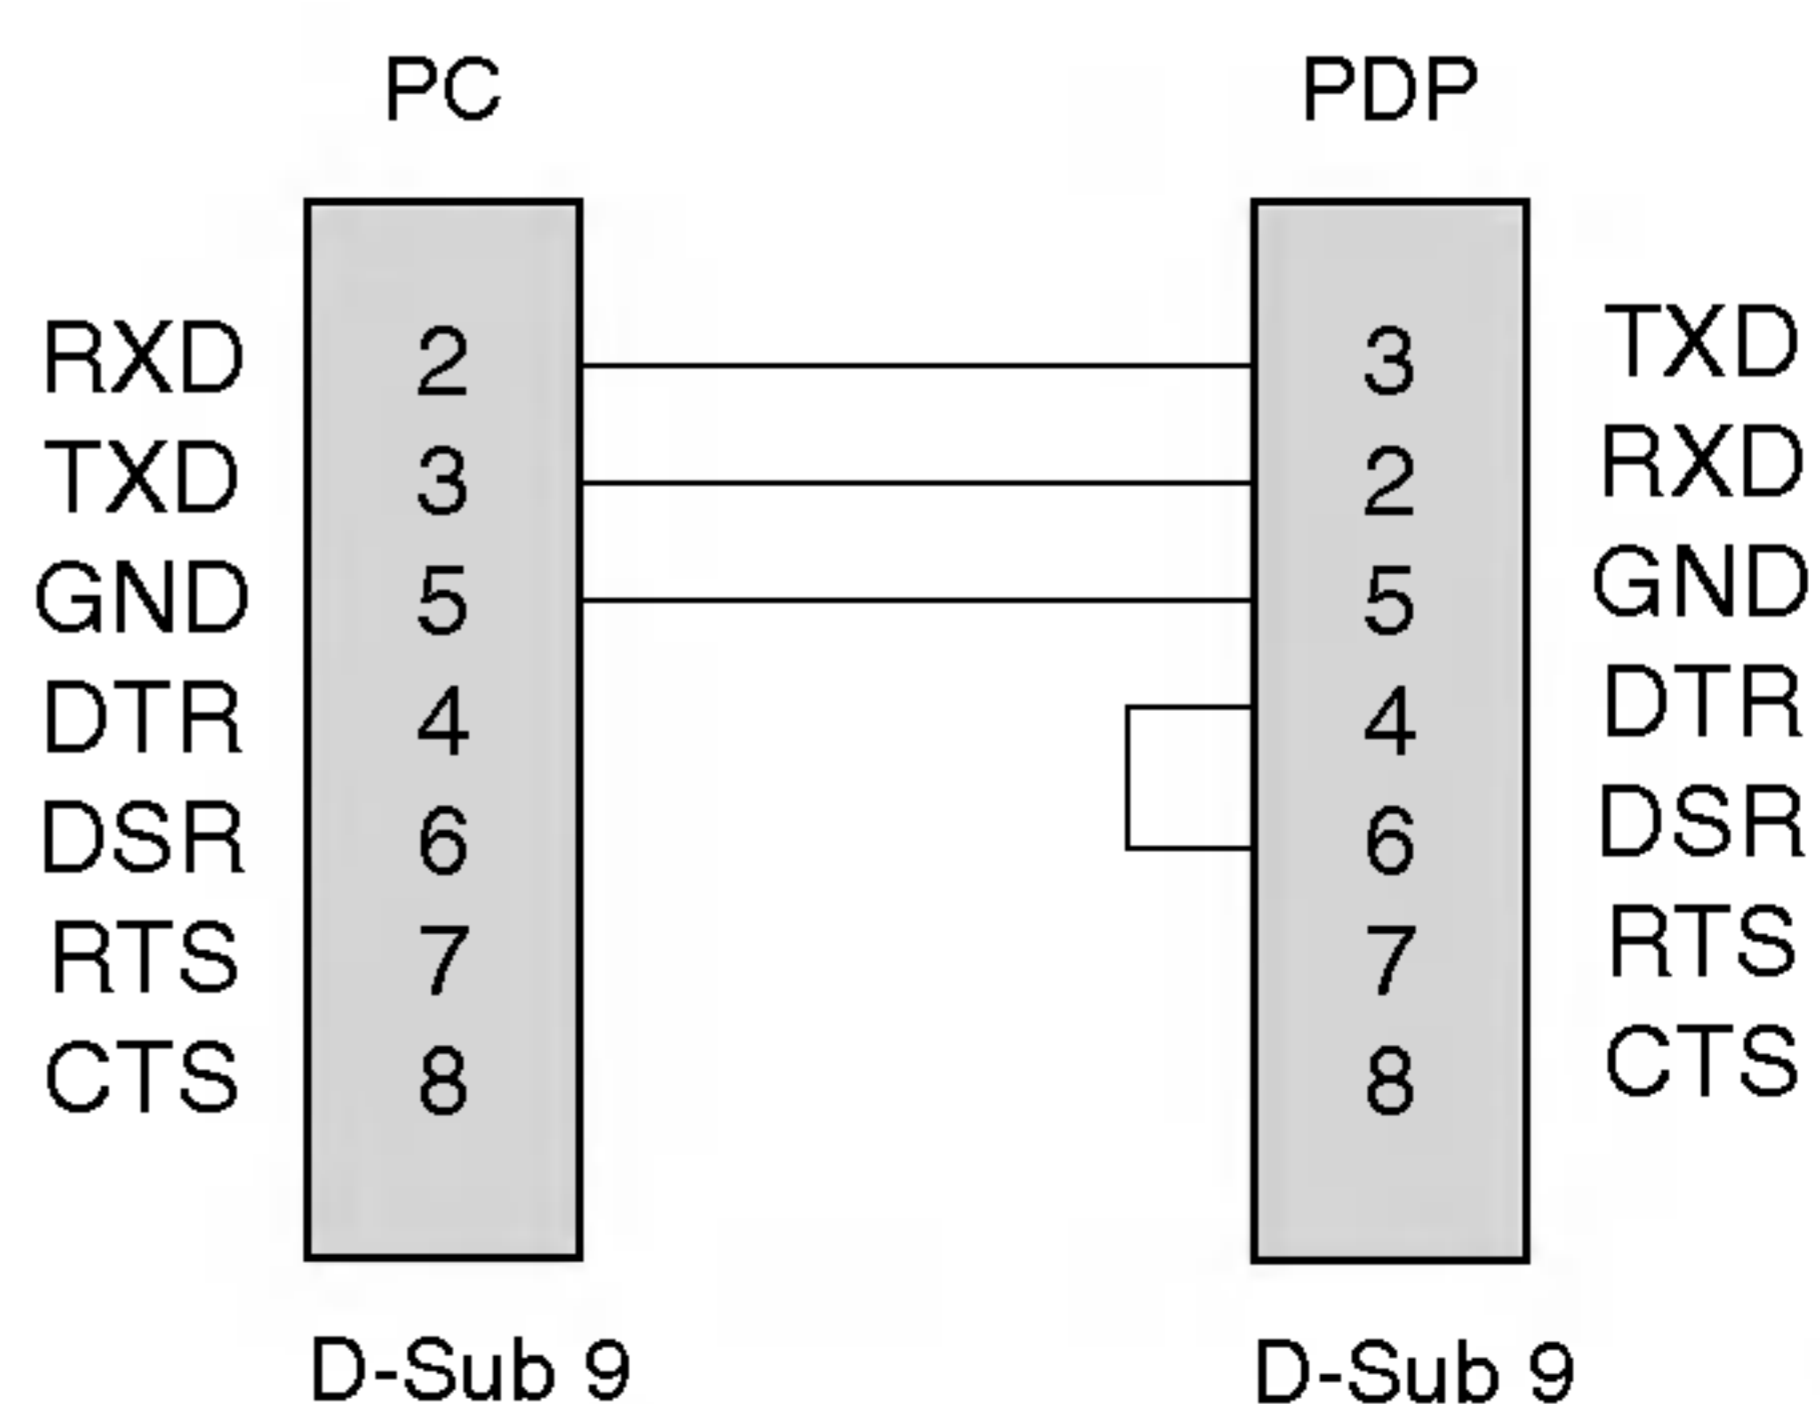 PC PDP
RXD 2 3 TXD
TXD 3 2 RXD
GND 5 5 GND
DTR 4 4 DTR
DSR 6 6 DSR
RTS 7 7 RTS
CTS 8 8 CTS
D-Sub 9 D-Sub 9